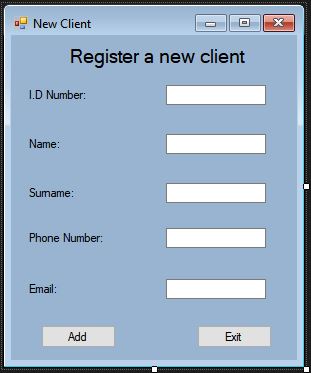 New Client
Register a new client
I.D Number:
Name:
Surname:
Phone Number:
Email:
Add Exit